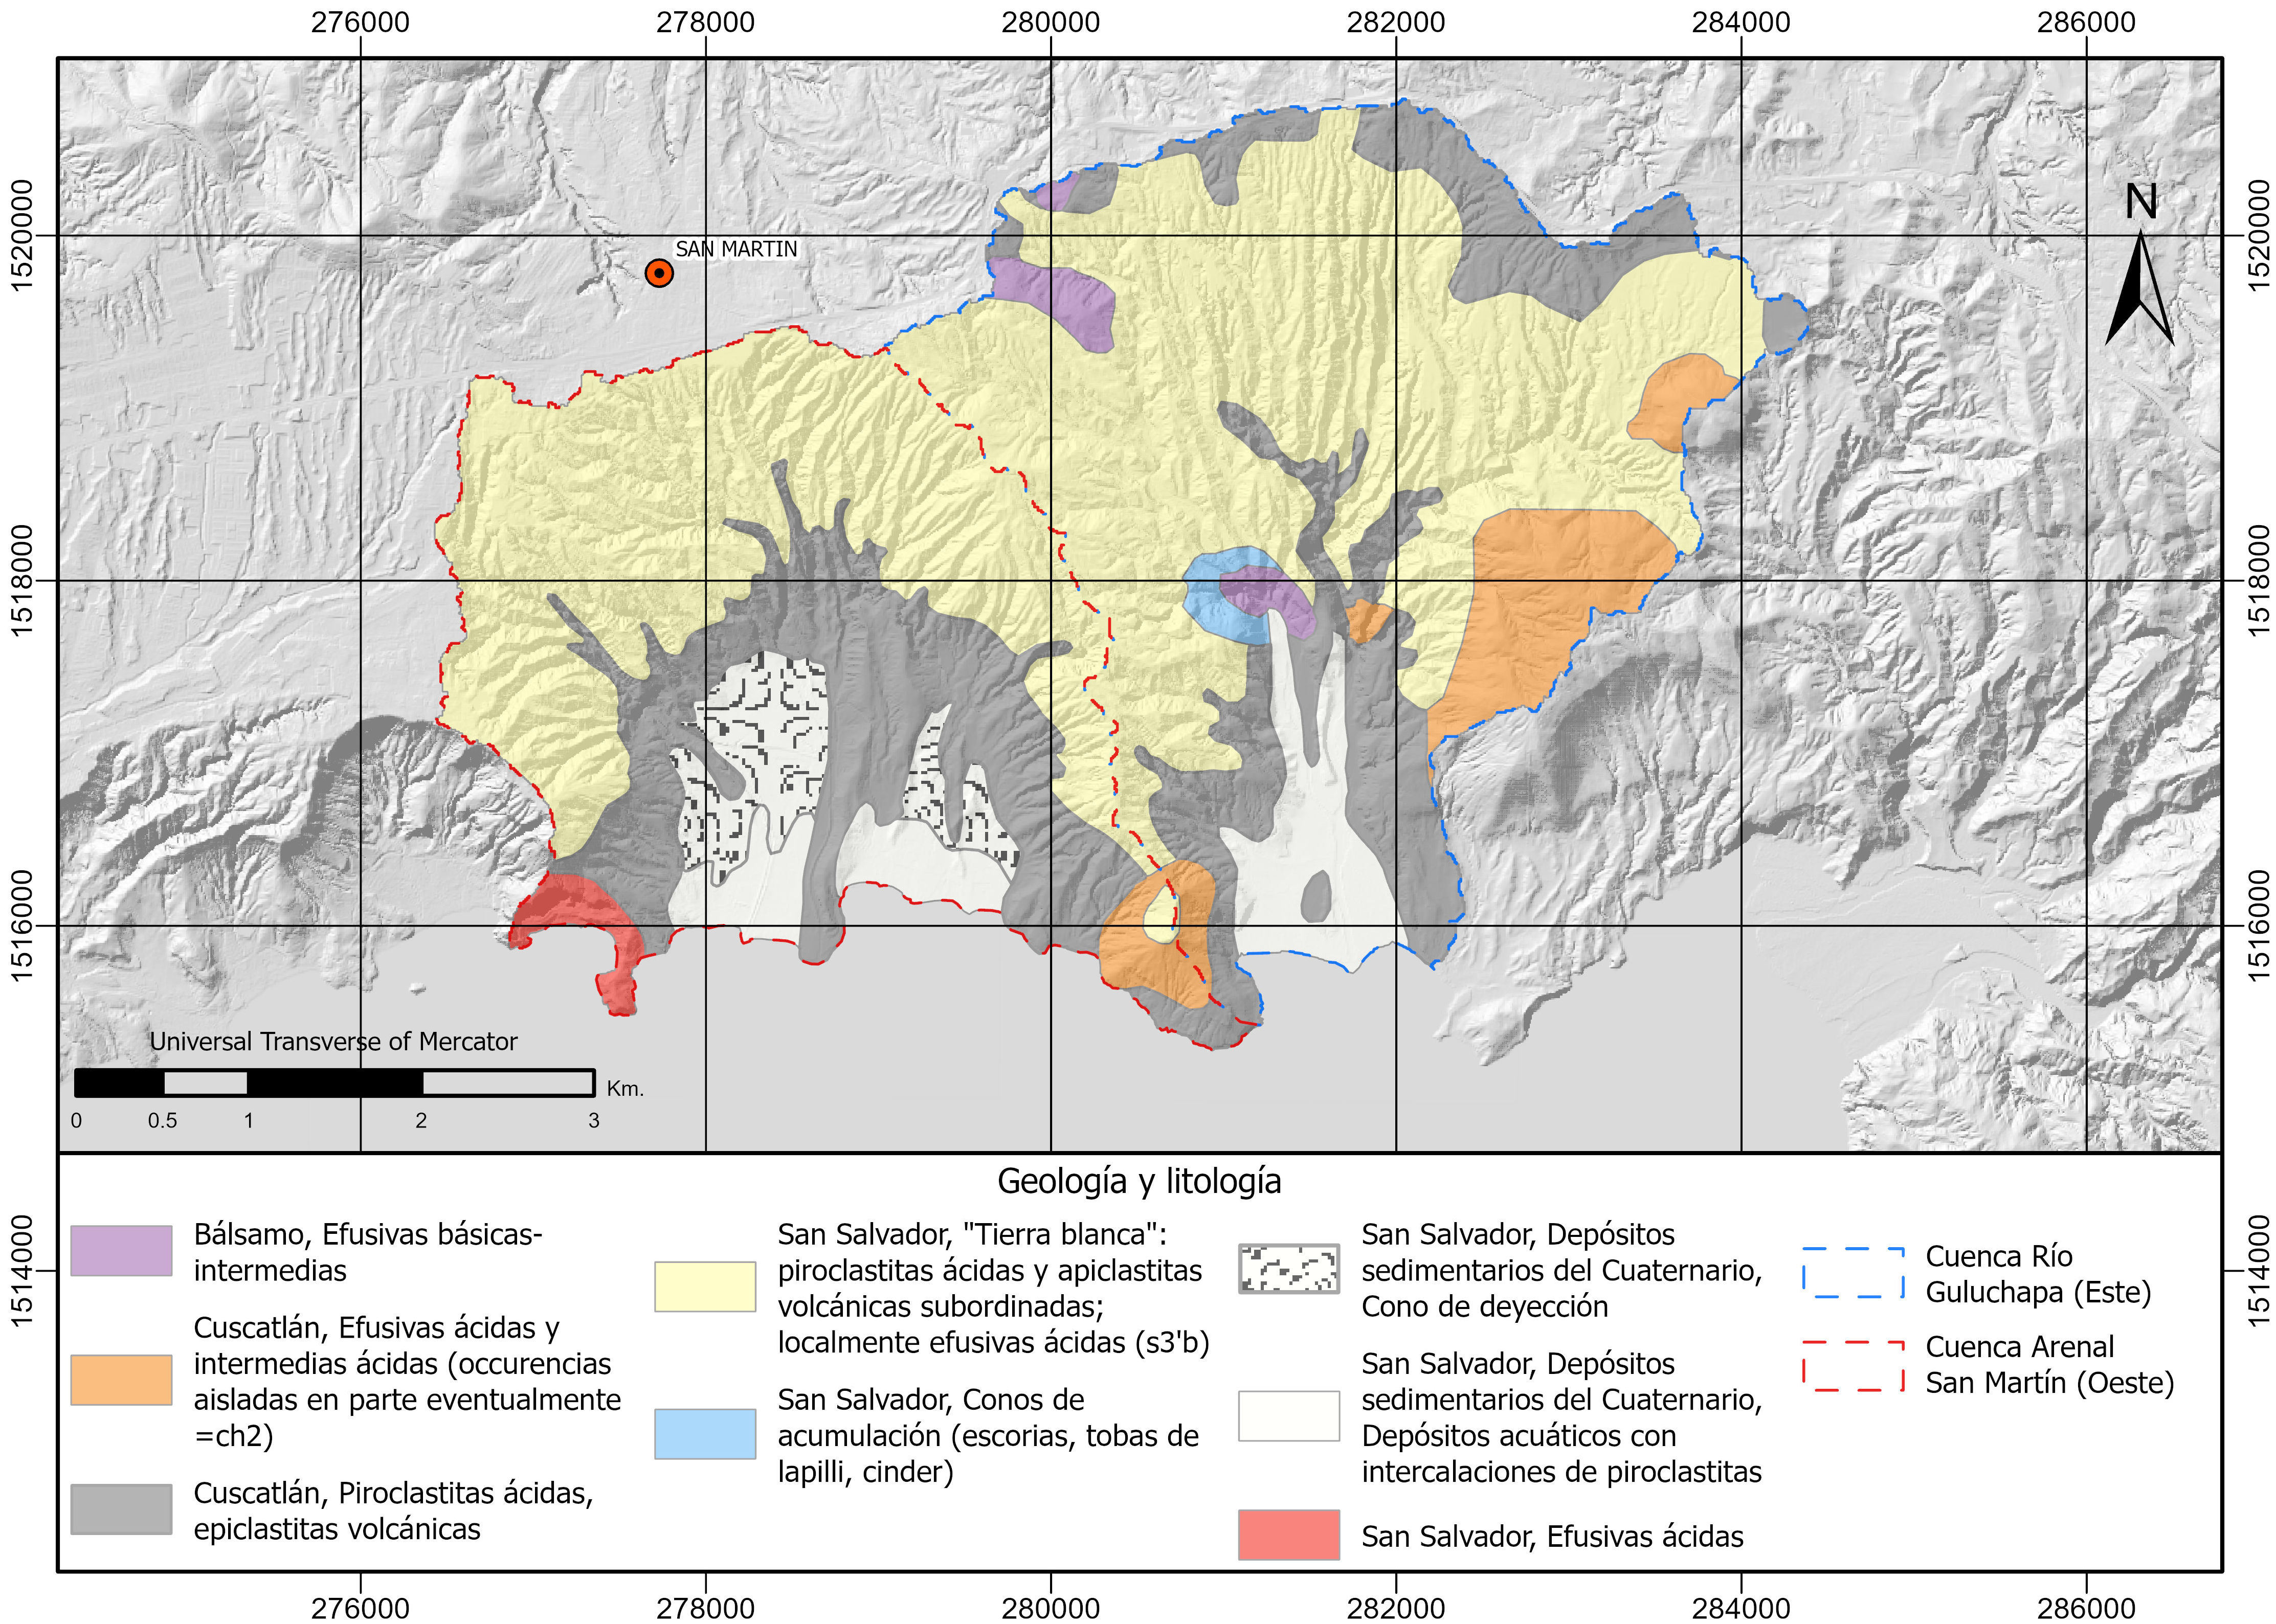 276000 278000 280000 282000 284000 286000
N
1520000 1520000
SAN MARTIN
1518000 1518000
1516000 1516000
Universal Transverse of Mercator
Km.
0 0.5 1 2 3
Geología y litología
1514000 1514000
Bálsamo, Efusivas básicas-
intermedias
Cuscatlán, Efusivas ácidas y
intermedias ácidas (occurencias
aisladas en parte eventualmente
=ch2)
Cuscatlán, Piroclastitas ácidas,
epiclastitas volcánicas
San Salvador, "Tierra blanca":
piroclastitas ácidas y apiclastitas
volcánicas subordinadas;
localmente efusivas ácidas (s3'b)
San Salvador, Conos de
acumulación (escorias, tobas de
lapilli, cinder)
San Salvador, Depósitos
sedimentarios del Cuaternario,
Cono de deyección
San Salvador, Depósitos
sedimentarios del Cuaternario,
Depósitos acuáticos con
intercalaciones de piroclastitas
San Salvador, Efusivas ácidas
Cuenca Río
Guluchapa (Este)
Cuenca Arenal
San Martín (Oeste)
276000 278000 280000 282000 284000 286000